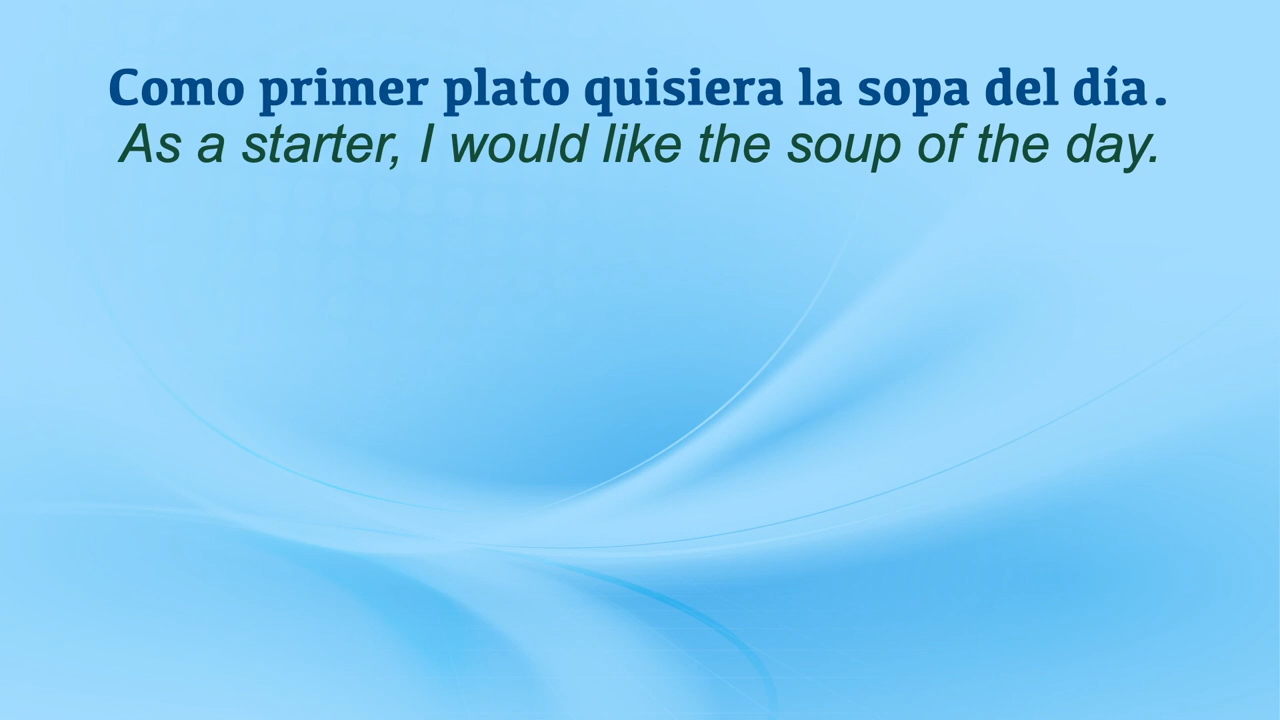 Como primer plato quisiera la sopa del día.
As a starter, I would like the soup of the day.